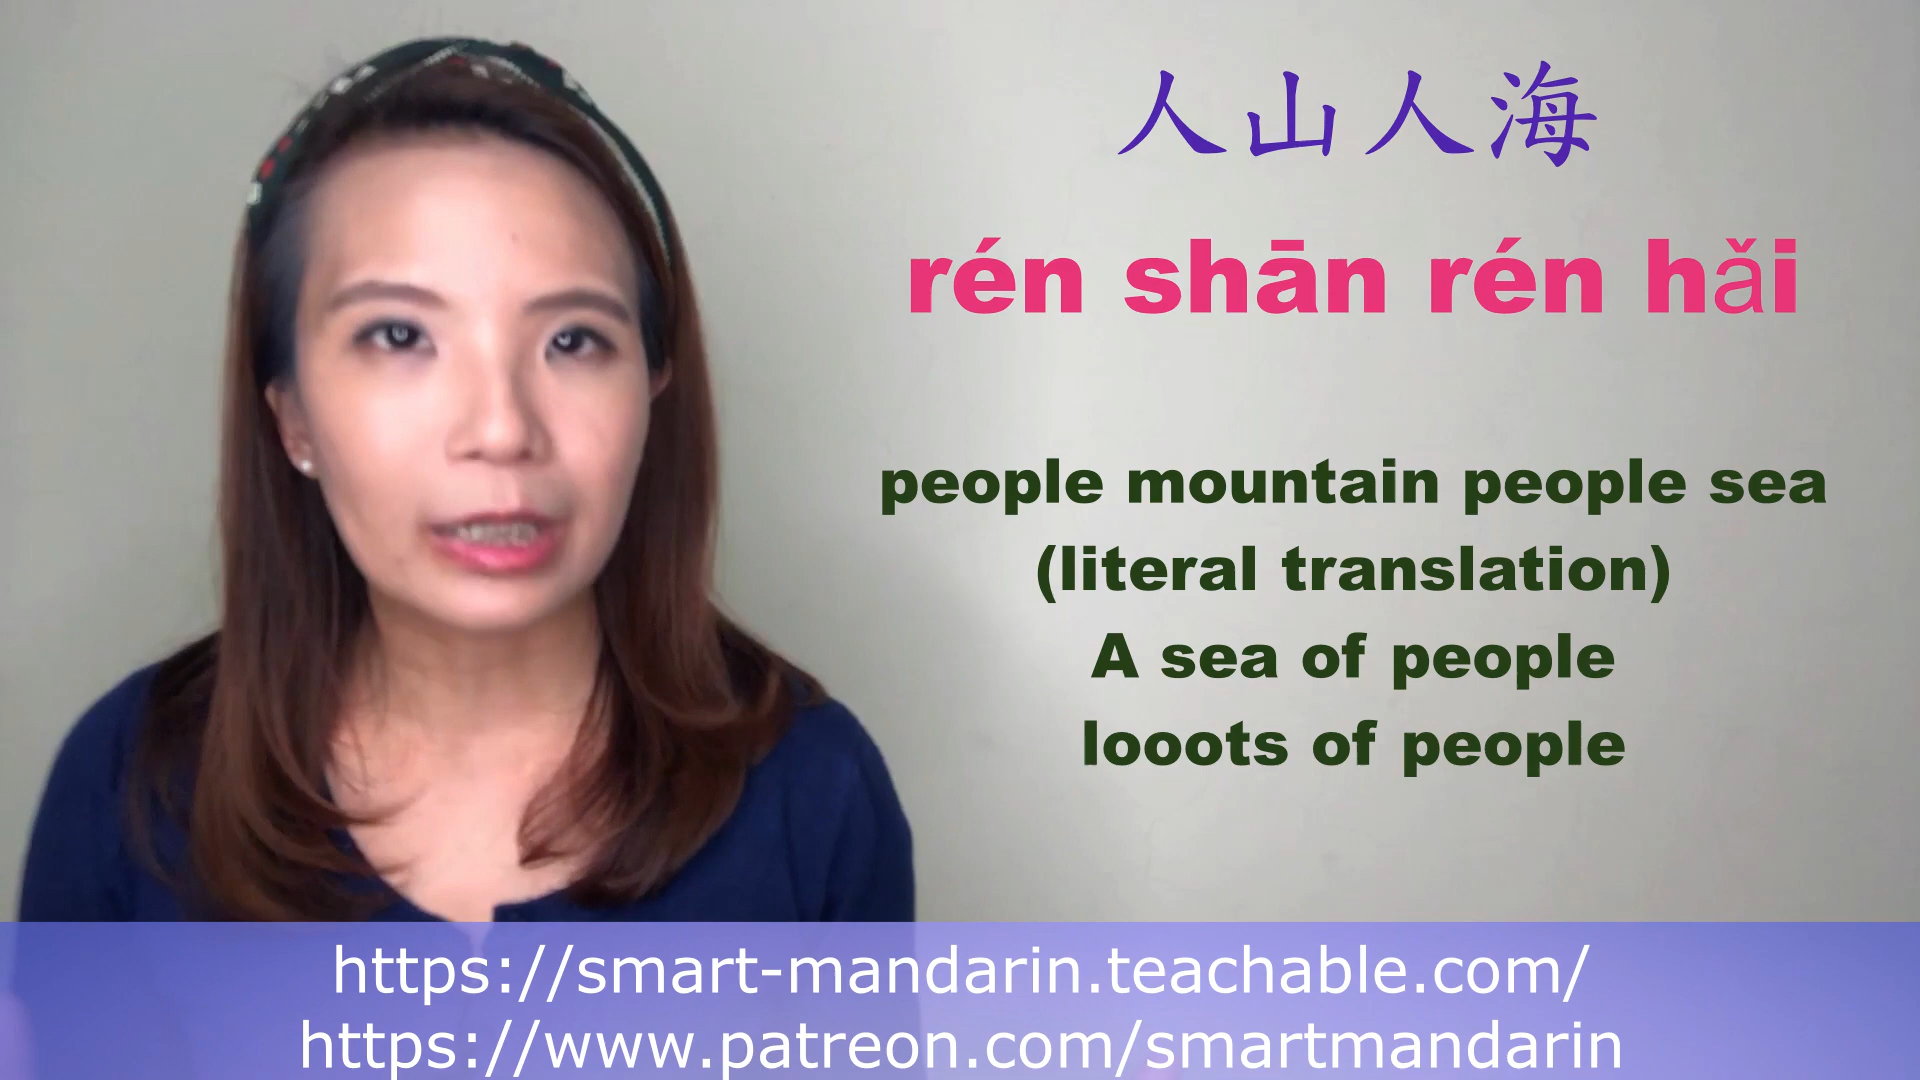 人山人海
rén shān rén hǎi
people mountain people sea
(literal translation)
A sea of people
looots of people
https://smart-mandarin.teachable.com/
https://www.patreon.com/smartmandarin